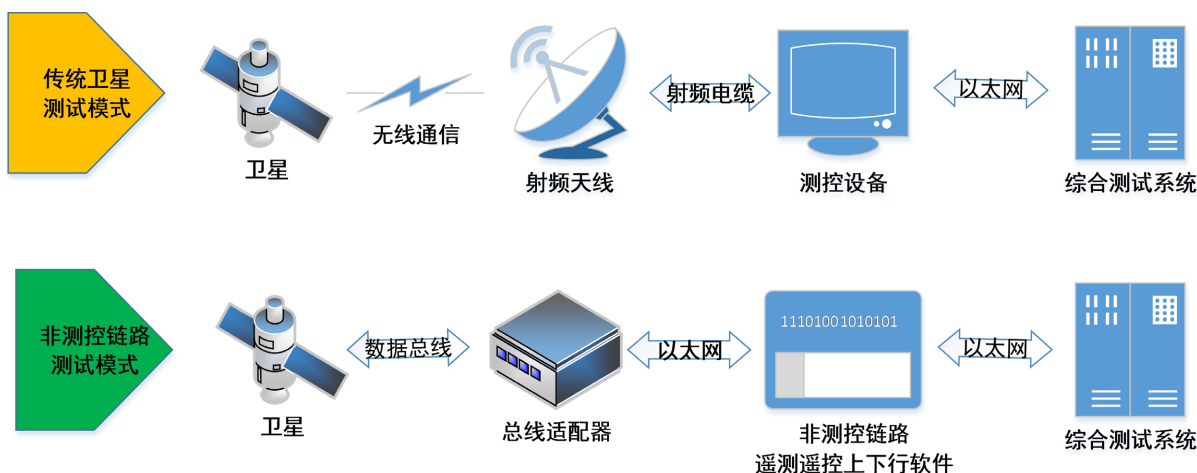 传统卫星
测试模式
卫星
无线通信
射频天线
射频电缆
测控设备
以太网
综合测试系统
非测控链路
测试模式
卫星
数据总线
总线适配器
以太网
11101001010101
非测控链路
遥测遥控上下行软件
以太网
综合测试系统